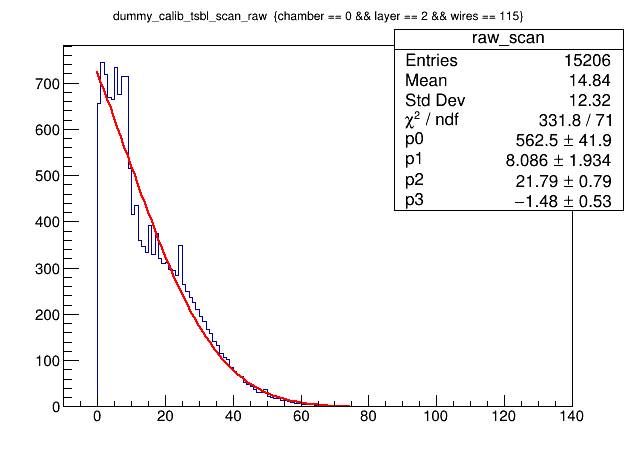 dummy_calib_tsbl_scan_raw {chamber == 0 && layer == 2 && wires == 115}
raw_scan
Entries 15206
Mean 14.84
Std Dev 12.32
χ² / ndf 331.8 / 71
p0 562.5 ± 41.9
p1 8.086 ± 1.934
p2 21.79 ± 0.79
p3 −1.48 ± 0.53
700
600
500
400
300
200
100
0
0 20 40 60 80 100 120 140